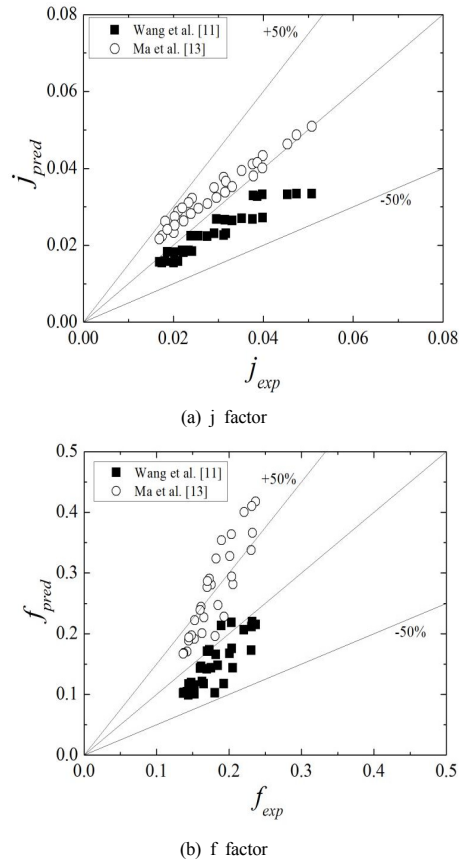 0.08
0.06
0.04
0.02
0.00
j_pred
Wang et al. [11]
Ma et al. [13]
+50%
-50%
0.00 0.02 0.04 0.06 0.08
j_exp
(a) j factor
0.5
0.4
0.3
0.2
0.1
0.0
f_pred
Wang et al. [11]
Ma et al. [13]
+50%
-50%
0.0 0.1 0.2 0.3 0.4 0.5
f_exp
(b) f factor